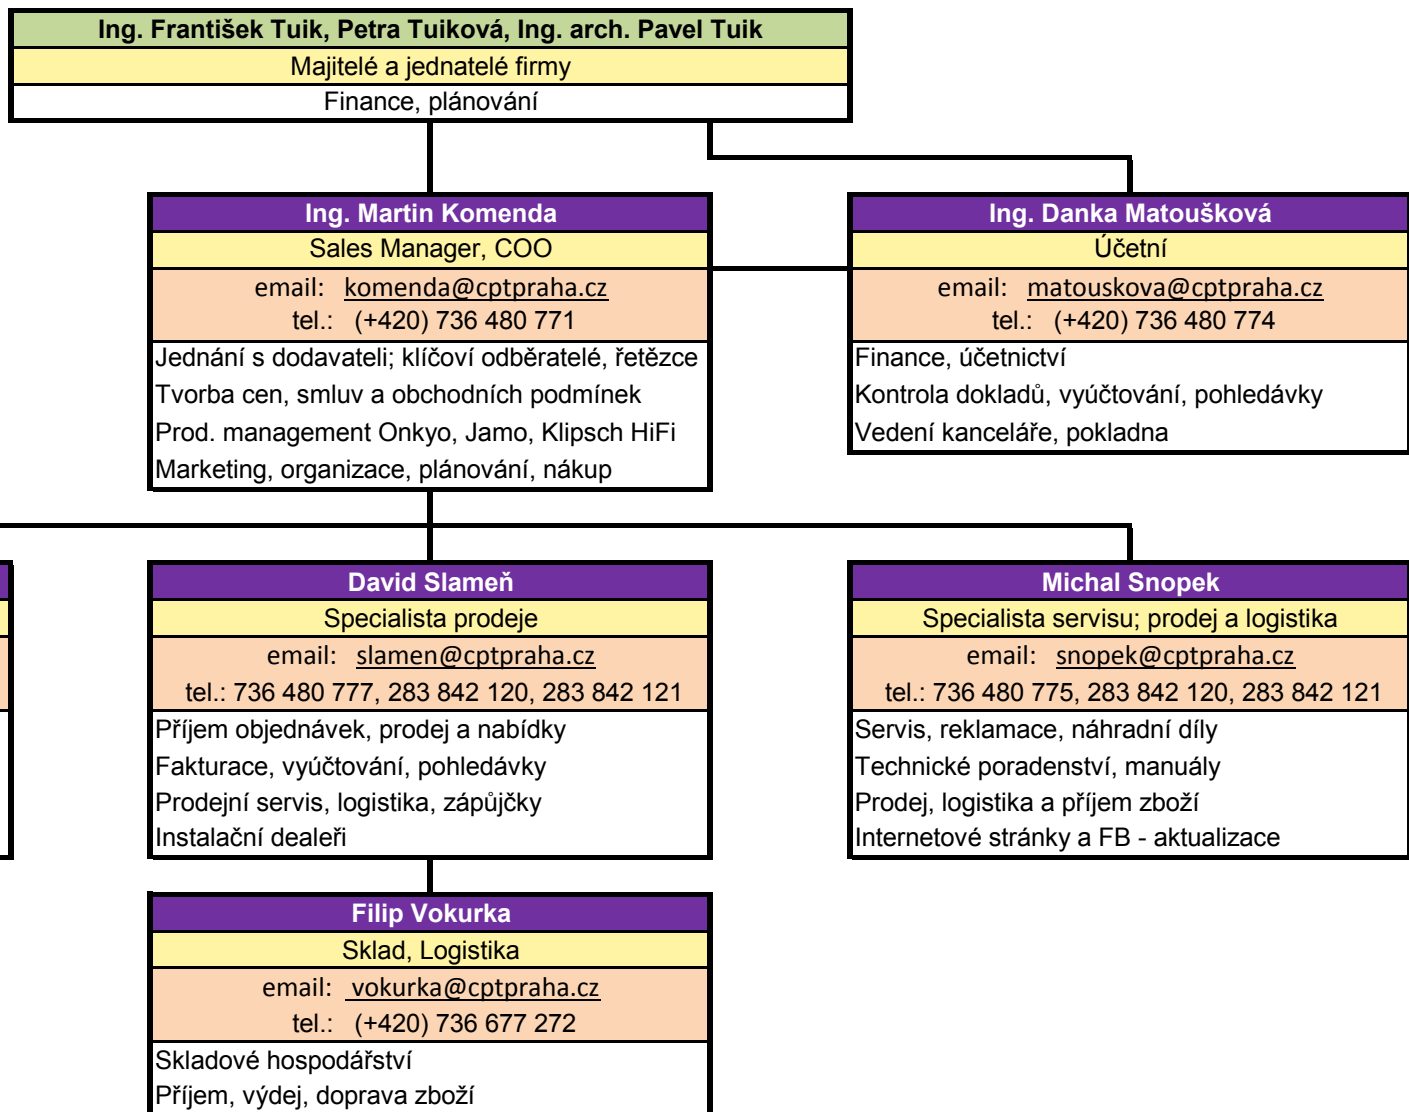 Ing. František Tuik, Petra Tuiková, Ing. arch. Pavel Tuik
Majitelé a jednatelé firmy
Finance, plánování
Ing. Martin Komenda
Sales Manager, COO
email: komenda@cptpraha.cz
tel.: (+420) 736 480 771
Jednání s dodavateli; klíčoví odběratelé, řetězce
Tvorba cen, smluv a obchodních podmínek
Prod. management Onkyo, Jamo, Klipsch HiFi
Marketing, organizace, plánování, nákup
Ing. Danka Matoušková
Účetní
email: matouskova@cptpraha.cz
tel.: (+420) 736 480 774
Finance, účetnictví
Kontrola dokladů, vyúčtování, pohledávky
Vedení kanceláře, pokladna
David Slameň
Specialista prodeje
email: slamen@cptpraha.cz
tel.: 736 480 777, 283 842 120, 283 842 121
Příjem objednávek, prodej a nabídky
Fakturace, vyúčtování, pohledávky
Prodejní servis, logistika, zápůjčky
Instalační dealeři
Michal Snopek
Specialista servisu; prodej a logistika
email: snopek@cptpraha.cz
tel.: 736 480 775, 283 842 120, 283 842 121
Servis, reklamace, náhradní díly
Technické poradenství, manuály
Prodej, logistika a příjem zboží
Internetové stránky a FB - aktualizace
Filip Vokurka
Sklad, Logistika
email: vokurka@cptpraha.cz
tel.: (+420) 736 677 272
Skladové hospodářství
Příjem, výdej, doprava zboží